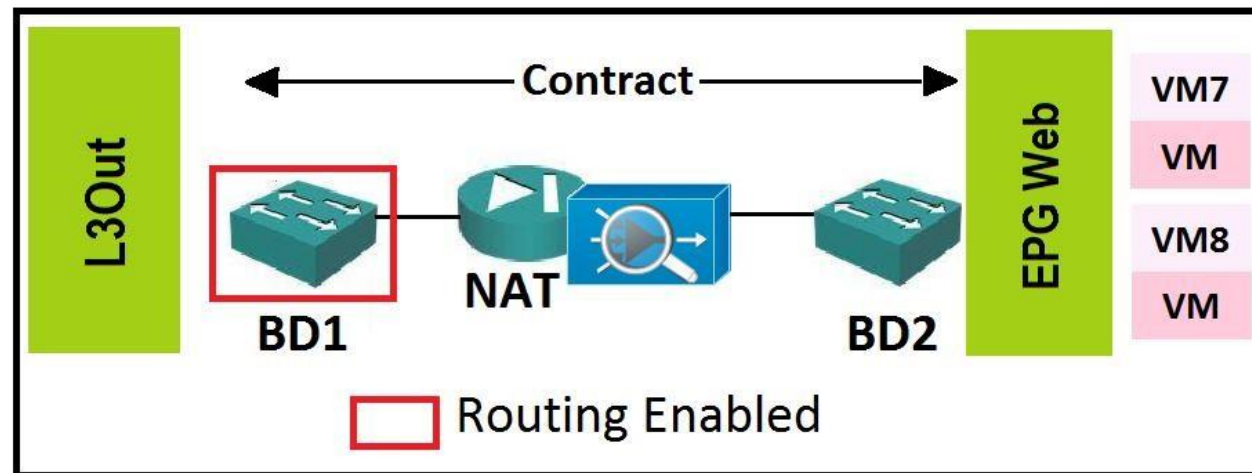 L3Out
Contract
BD1
NAT
BD2
EPG Web
VM7
VM
VM8
VM
Routing Enabled